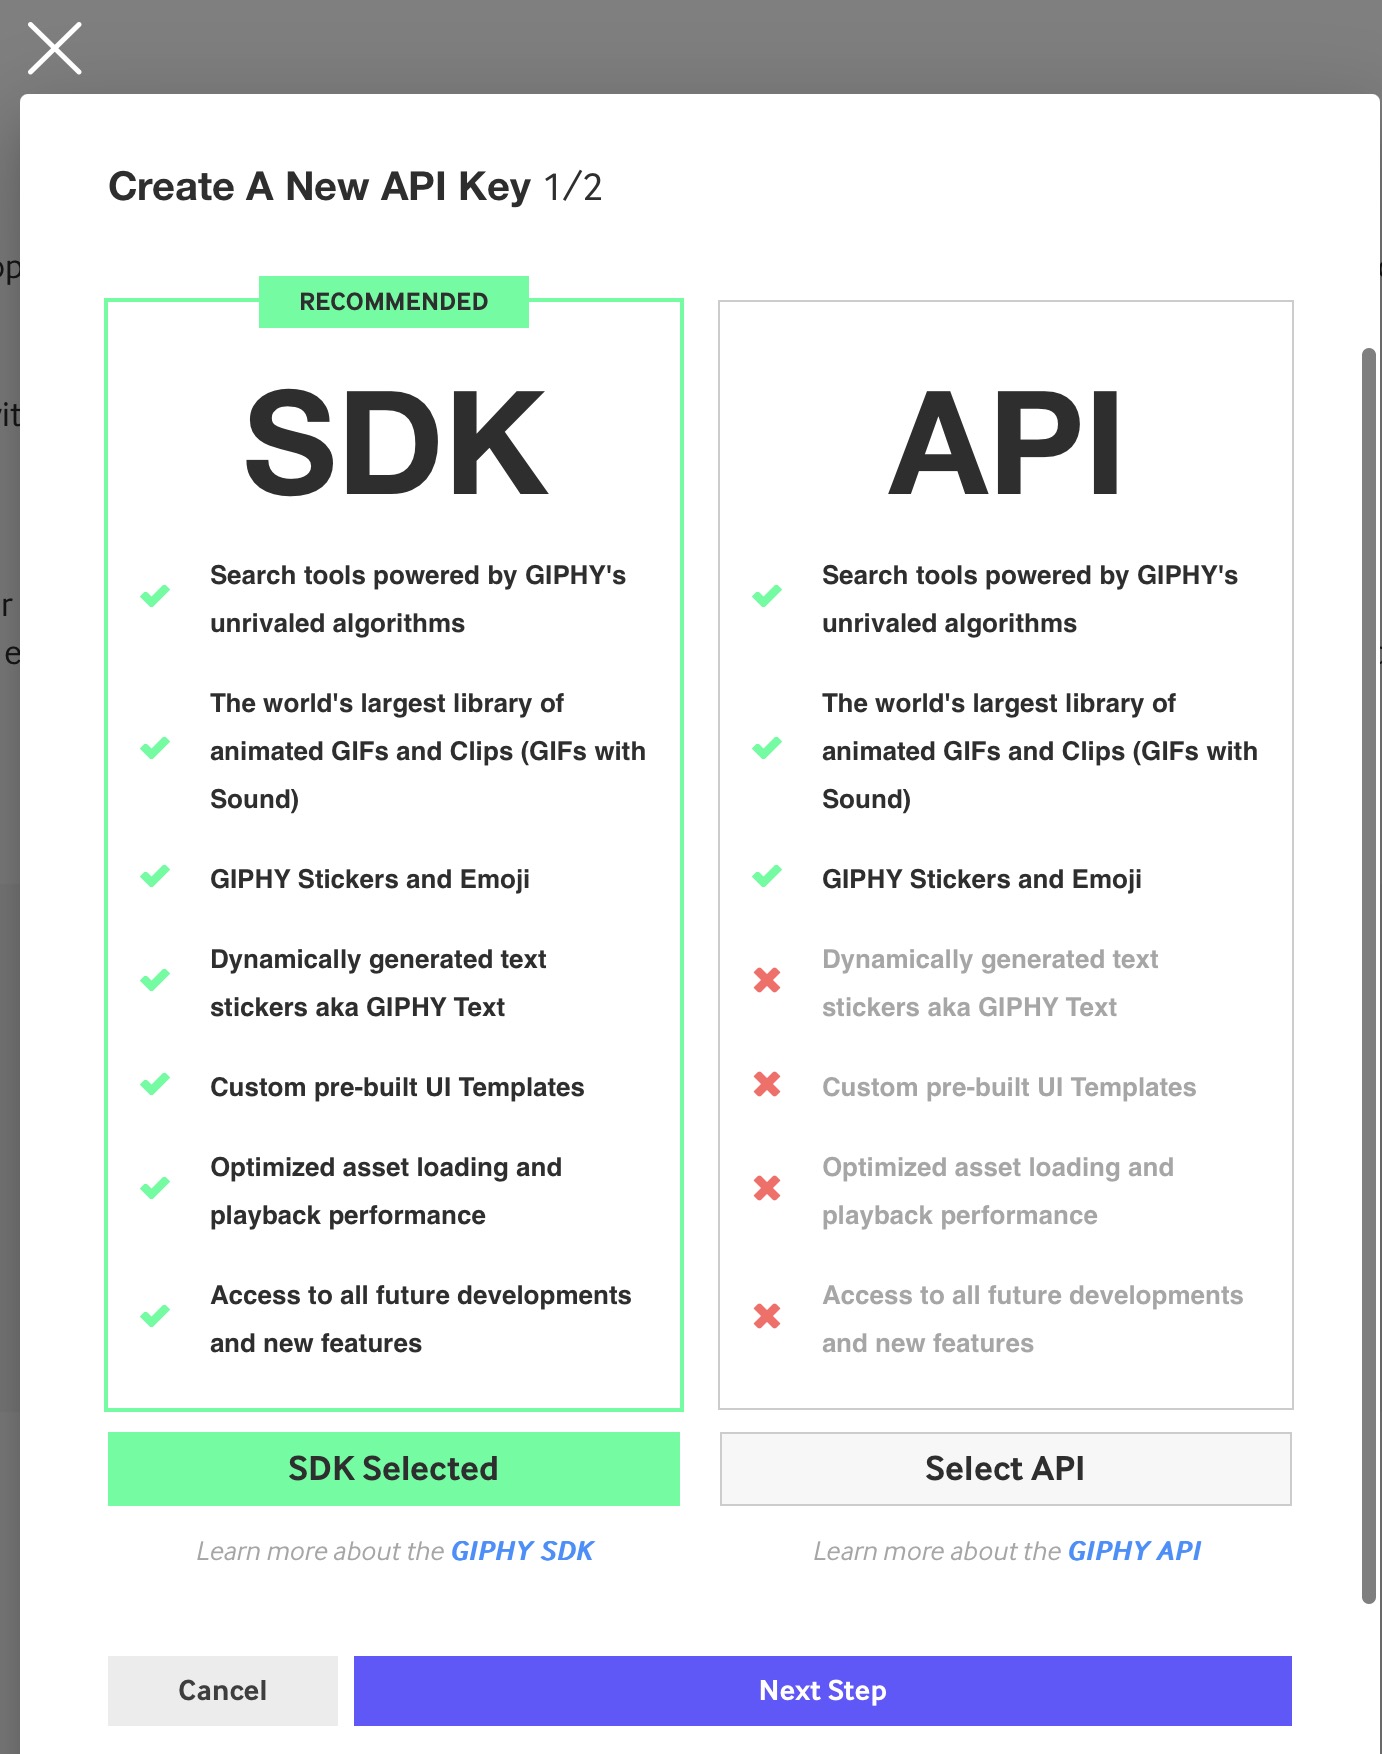 Create A New API Key 1/2
RECOMMENDED
SDK
Search tools powered by GIPHY's
unrivaled algorithms
The world's largest library of
animated GIFs and Clips (GIFs with
Sound)
GIPHY Stickers and Emoji
Dynamically generated text
stickers aka GIPHY Text
Custom pre-built UI Templates
Optimized asset loading and
playback performance
Access to all future developments
and new features
SDK Selected
Learn more about the GIPHY SDK
API
Search tools powered by GIPHY's
unrivaled algorithms
The world's largest library of
animated GIFs and Clips (GIFs with
Sound)
GIPHY Stickers and Emoji
Dynamically generated text
stickers aka GIPHY Text
Custom pre-built UI Templates
Optimized asset loading and
playback performance
Access to all future developments
and new features
Select API
Learn more about the GIPHY API
Cancel
Next Step